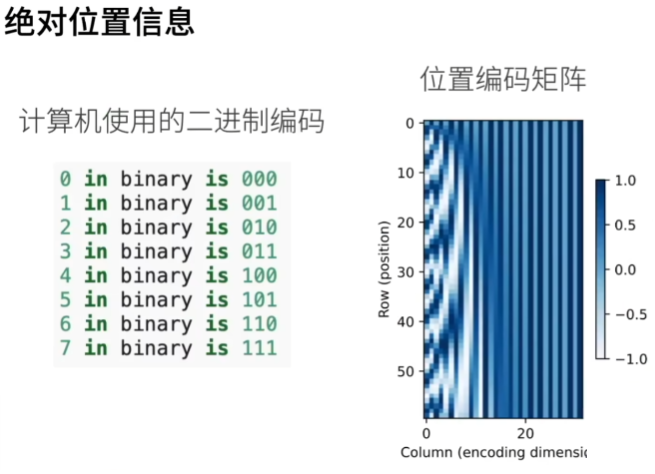 绝对位置信息
计算机使用的二进制编码
0 in binary is 000
1 in binary is 001
2 in binary is 010
3 in binary is 011
4 in binary is 100
5 in binary is 101
6 in binary is 110
7 in binary is 111
位置编码矩阵
Row (position)
0
10
20
30
40
50
0 20
Column (encoding
1.0
0.5
0.0
−0.5
−1.0